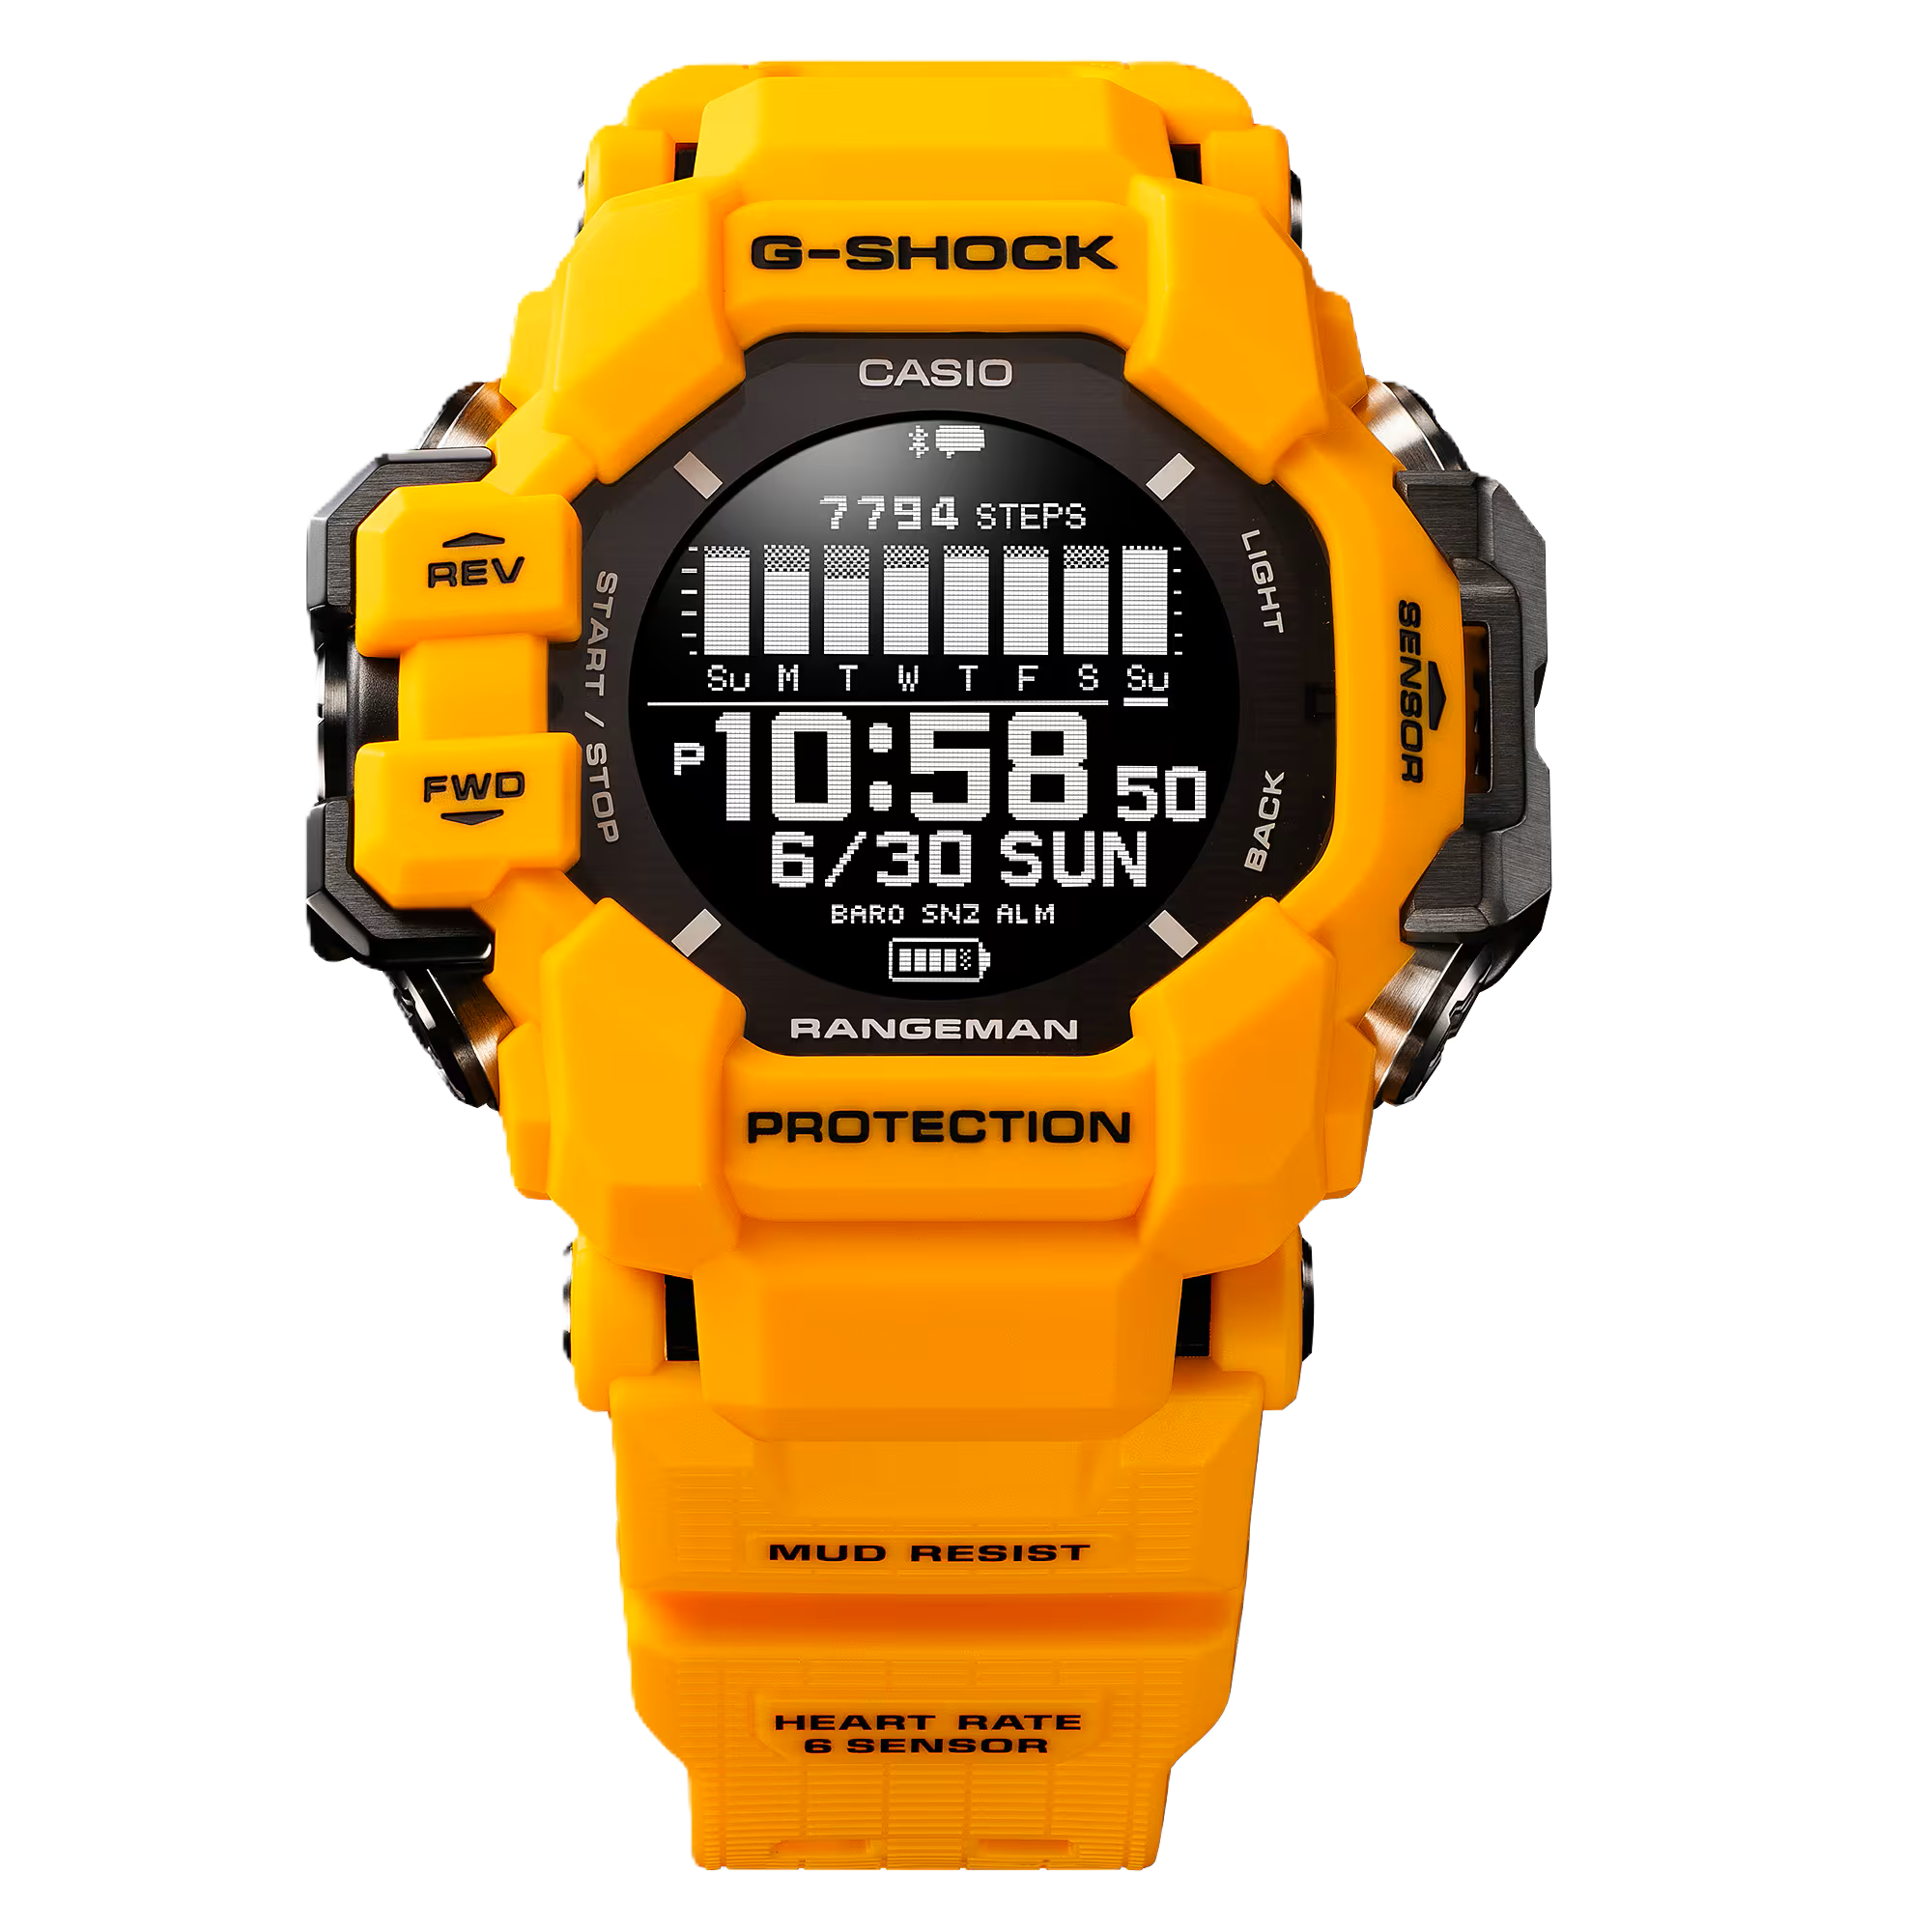 G-SHOCK
CASIO
7794 STEPS
Su M T W T F S Su
P 10:58 50
6/30 SUN
BARO SNZ ALM
RANGEMAN
REV
FWD
START / STOP
LIGHT
BACK
SENSOR
PROTECTION
MUD RESIST
HEART RATE
6 SENSOR